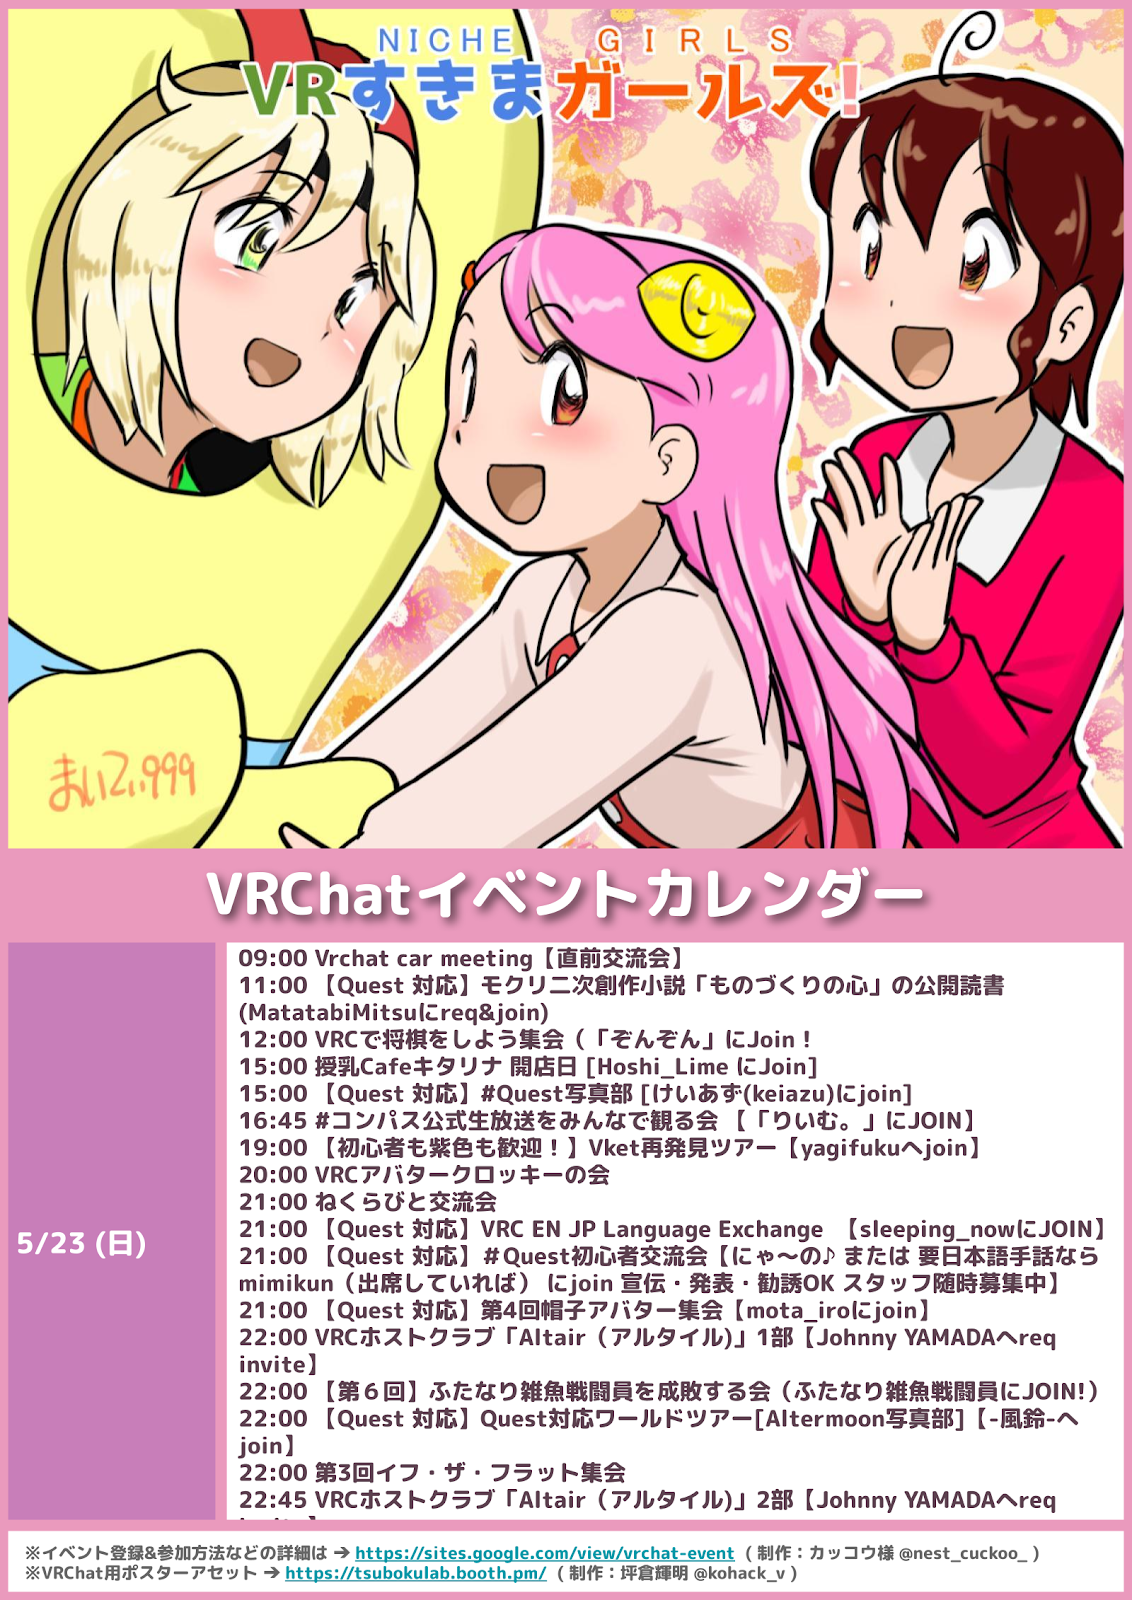 NICHE GIRLS
VRすきまガールズ!
まいてい999
VRChatイベントカレンダー
5/23 (日)
09:00 Vrchat car meeting【直前交流会】
11:00 【Quest 対応】モクリ二次創作小説「ものづくりの心」の公開読書
(MatatabiMitsuにreq&join)
12:00 VRCで将棋をしよう集会（「ぞんぞん」にJoin！
15:00 授乳Cafeキタリナ 開店日 [Hoshi_Lime にJoin]
15:00 【Quest 対応】#Quest写真部 [けいあず(keiazu)にjoin]
16:45 #コンパス公式生放送をみんなで観る会 【「りいむ。」にJOIN】
19:00 【初心者も紫色も歓迎！】Vket再発見ツアー【yagifukuへjoin】
20:00 VRCアバタークロッキーの会
21:00 ねくらびと交流会
21:00 【Quest 対応】VRC EN JP Language Exchange 【sleeping_nowにJOIN】
21:00 【Quest 対応】＃Quest初心者交流会【にゃ～の♪ または 要日本語手話なら
mimikun（出席していれば） にjoin 宣伝・発表・勧誘OK スタッフ随時募集中】
21:00 【Quest 対応】第4回帽子アバター集会【mota_iroにjoin】
22:00 VRCホストクラブ「Altair（アルタイル)」1部【Johnny YAMADAへreq
invite】
22:00 【第６回】ふたなり雑魚戦闘員を成敗する会（ふたなり雑魚戦闘員にJOIN!）
22:00 【Quest 対応】Quest対応ワールドツアー[Altermoon写真部]【-風鈴-へ
join】
22:00 第3回イフ・ザ・フラット集会
22:45 VRCホストクラブ「Altair（アルタイル)」2部【Johnny YAMADAへreq
※イベント登録&参加方法などの詳細は → https://sites.google.com/view/vrchat-event ( 制作：カッコウ様 @nest_cuckoo_ )
※VRChat用ポスターアセット → https://tsubokulab.booth.pm/ ( 制作：坪倉輝明 @kohack_v )